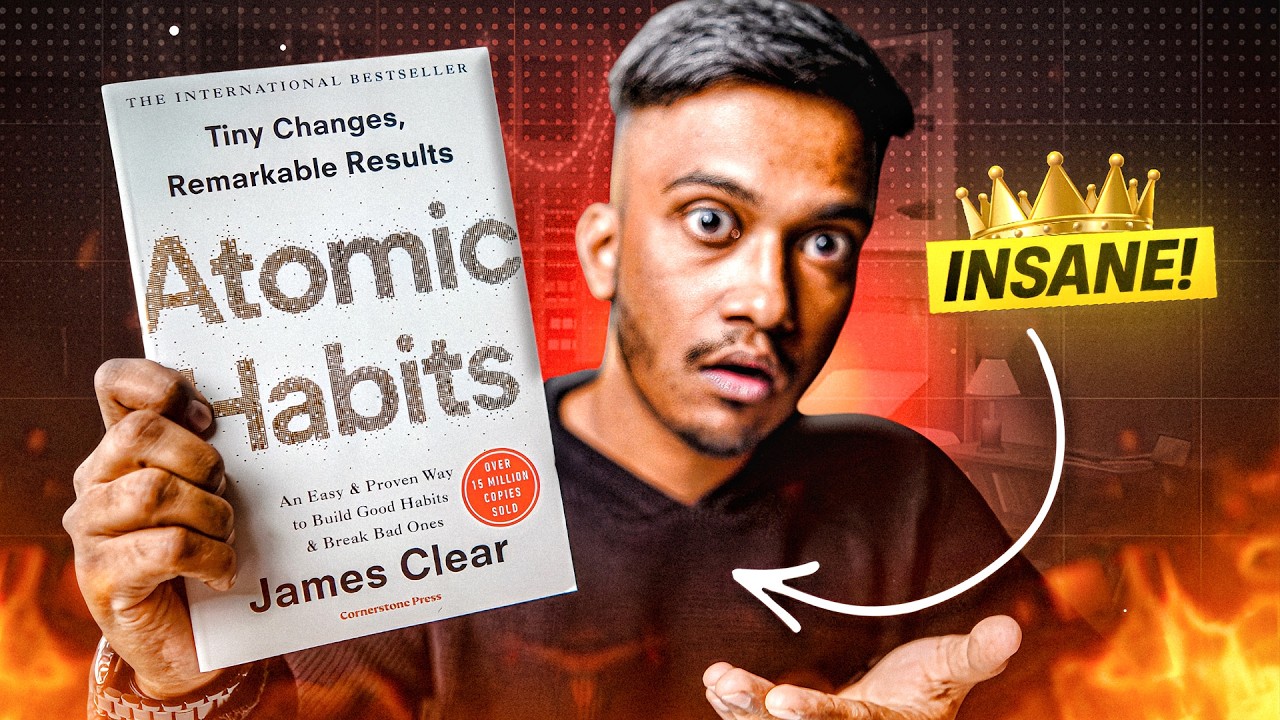 THE INTERNATIONAL BESTSELLER
Tiny Changes,
Remarkable Results
Atomic
Habits
An Easy & Proven Way
to Build Good Habits
& Break Bad Ones
OVER
15 MILLION
COPIES
SOLD
James Clear
Cornerstone Press
INSANE!